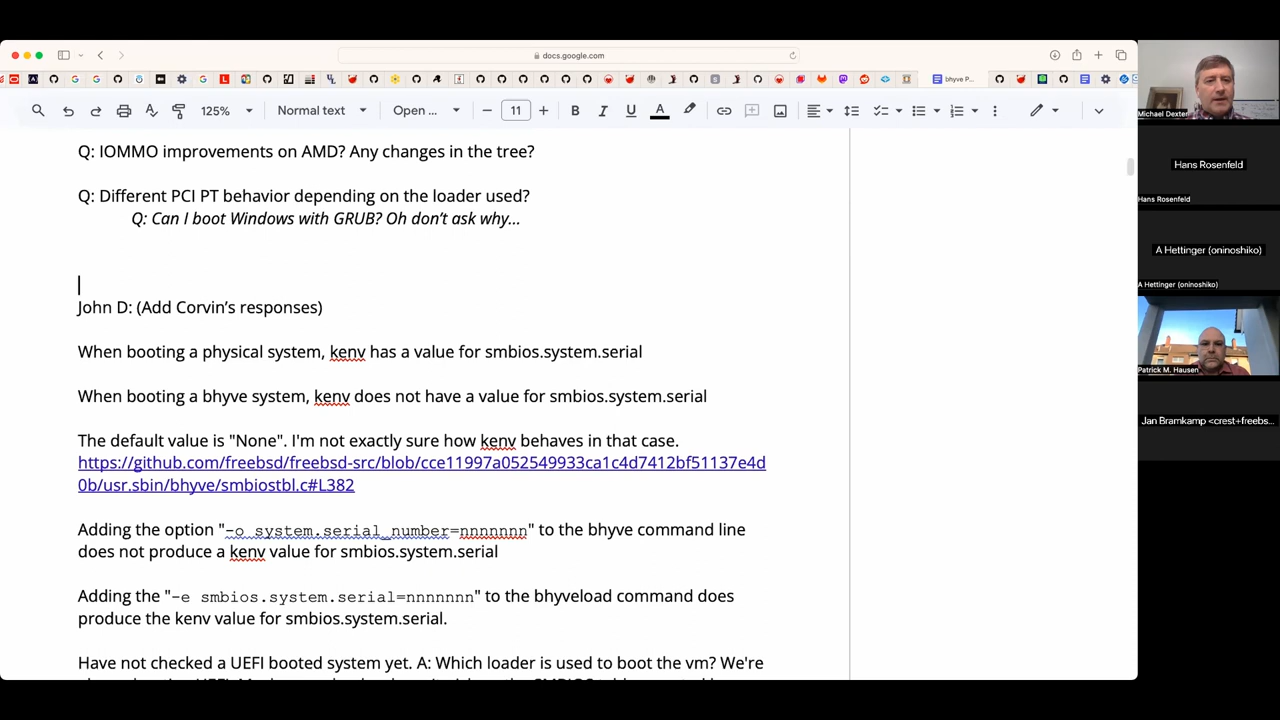 docs.google.com
bhyve P...
125%
Normal text
Open ...
11
Q: IOMMO improvements on AMD? Any changes in the tree?
Q: Different PCI PT behavior depending on the loader used?
Q: Can I boot Windows with GRUB? Oh don't ask why...
John D: (Add Corvin's responses)
When booting a physical system, kenv has a value for smbios.system.serial
When booting a bhyve system, kenv does not have a value for smbios.system.serial
The default value is "None". I'm not exactly sure how kenv behaves in that case.
https://github.com/freebsd/freebsd-src/blob/cce11997a052549933ca1c4d7412bf51137e4d
0b/usr.sbin/bhyve/smbiostbl.c#L382
Adding the option "-o system.serial_number=nnnnnnn" to the bhyve command line
does not produce a kenv value for smbios.system.serial
Adding the "-e smbios.system.serial=nnnnnnn" to the bhyveload command does
produce the kenv value for smbios.system.serial.
Have not checked a UEFI booted system yet. A: Which loader is used to boot the vm? We're
Michael Dexter
Hans Rosenfeld
Hans Rosenfeld
A Hettinger (oninoshiko)
A Hettinger (oninoshiko)
Patrick M. Hausen
Jan Bramkamp <crest+freebs...